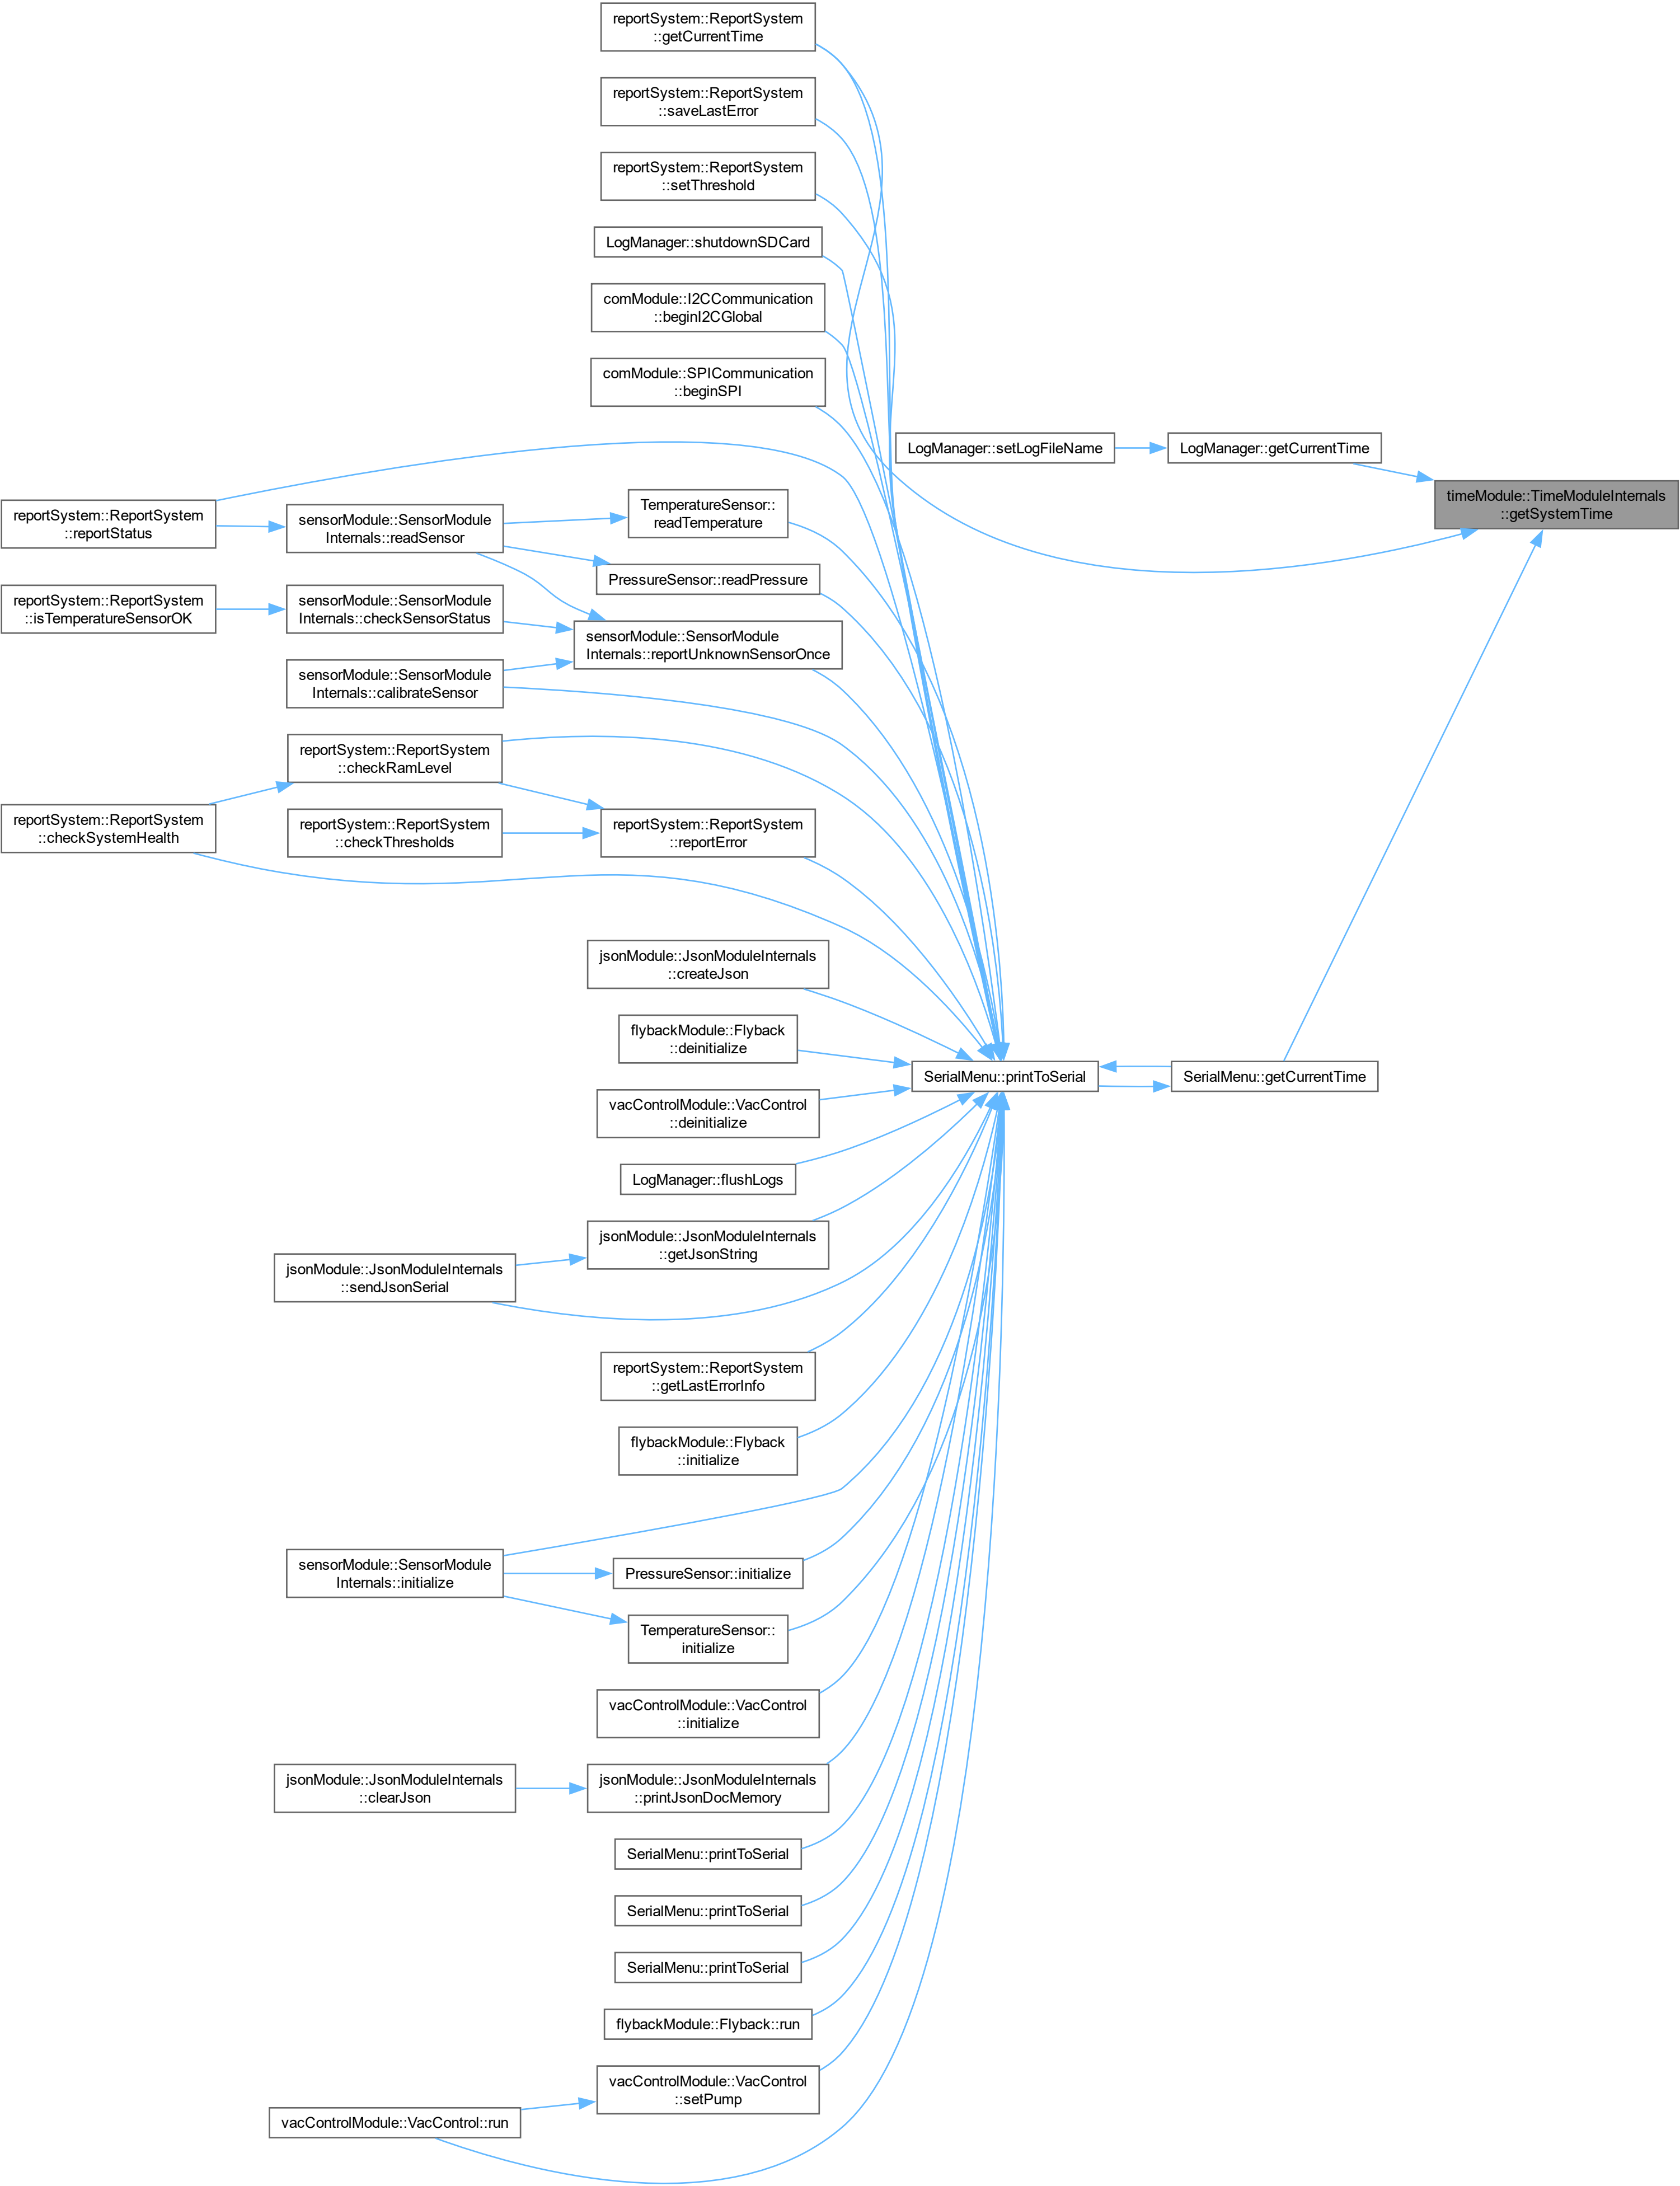 reportSystem::ReportSystem
::getCurrentTime
reportSystem::ReportSystem
::saveLastError
reportSystem::ReportSystem
::setThreshold
LogManager::shutdownSDCard
comModule::I2CCommunication
::beginI2CGlobal
comModule::SPICommunication
::beginSPI
LogManager::setLogFileName
LogManager::getCurrentTime
timeModule::TimeModuleInternals
::getSystemTime
reportSystem::ReportSystem
::reportStatus
sensorModule::SensorModule
Internals::readSensor
TemperatureSensor::
readTemperature
PressureSensor::readPressure
reportSystem::ReportSystem
::isTemperatureSensorOK
sensorModule::SensorModule
Internals::checkSensorStatus
sensorModule::SensorModule
Internals::reportUnknownSensorOnce
sensorModule::SensorModule
Internals::calibrateSensor
reportSystem::ReportSystem
::checkRamLevel
reportSystem::ReportSystem
::checkSystemHealth
reportSystem::ReportSystem
::checkThresholds
reportSystem::ReportSystem
::reportError
jsonModule::JsonModuleInternals
::createJson
flybackModule::Flyback
::deinitialize
SerialMenu::printToSerial
SerialMenu::getCurrentTime
vacControlModule::VacControl
::deinitialize
LogManager::flushLogs
jsonModule::JsonModuleInternals
::getJsonString
jsonModule::JsonModuleInternals
::sendJsonSerial
reportSystem::ReportSystem
::getLastErrorInfo
flybackModule::Flyback
::initialize
sensorModule::SensorModule
Internals::initialize
PressureSensor::initialize
TemperatureSensor::
initialize
vacControlModule::VacControl
::initialize
jsonModule::JsonModuleInternals
::clearJson
jsonModule::JsonModuleInternals
::printJsonDocMemory
SerialMenu::printToSerial
SerialMenu::printToSerial
SerialMenu::printToSerial
flybackModule::Flyback::run
vacControlModule::VacControl
::setPump
vacControlModule::VacControl::run